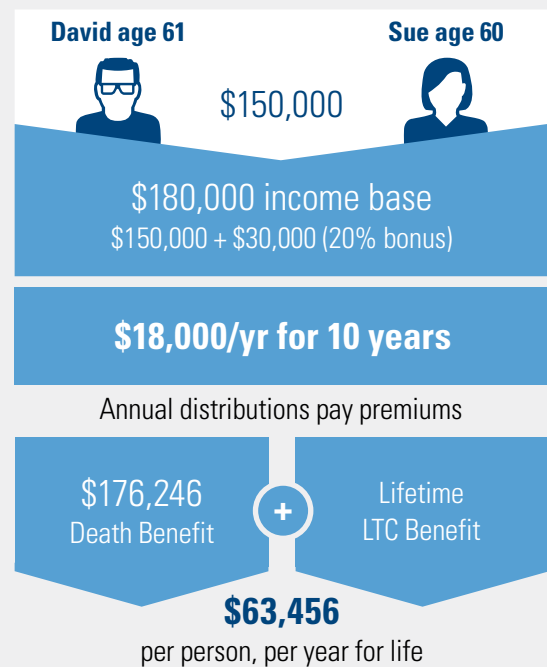 David age 61
Sue age 60
$150,000
$180,000 income base
$150,000 + $30,000 (20% bonus)
$18,000/yr for 10 years
Annual distributions pay premiums
$176,246
Death Benefit
+
Lifetime
LTC Benefit
$63,456
per person, per year for life